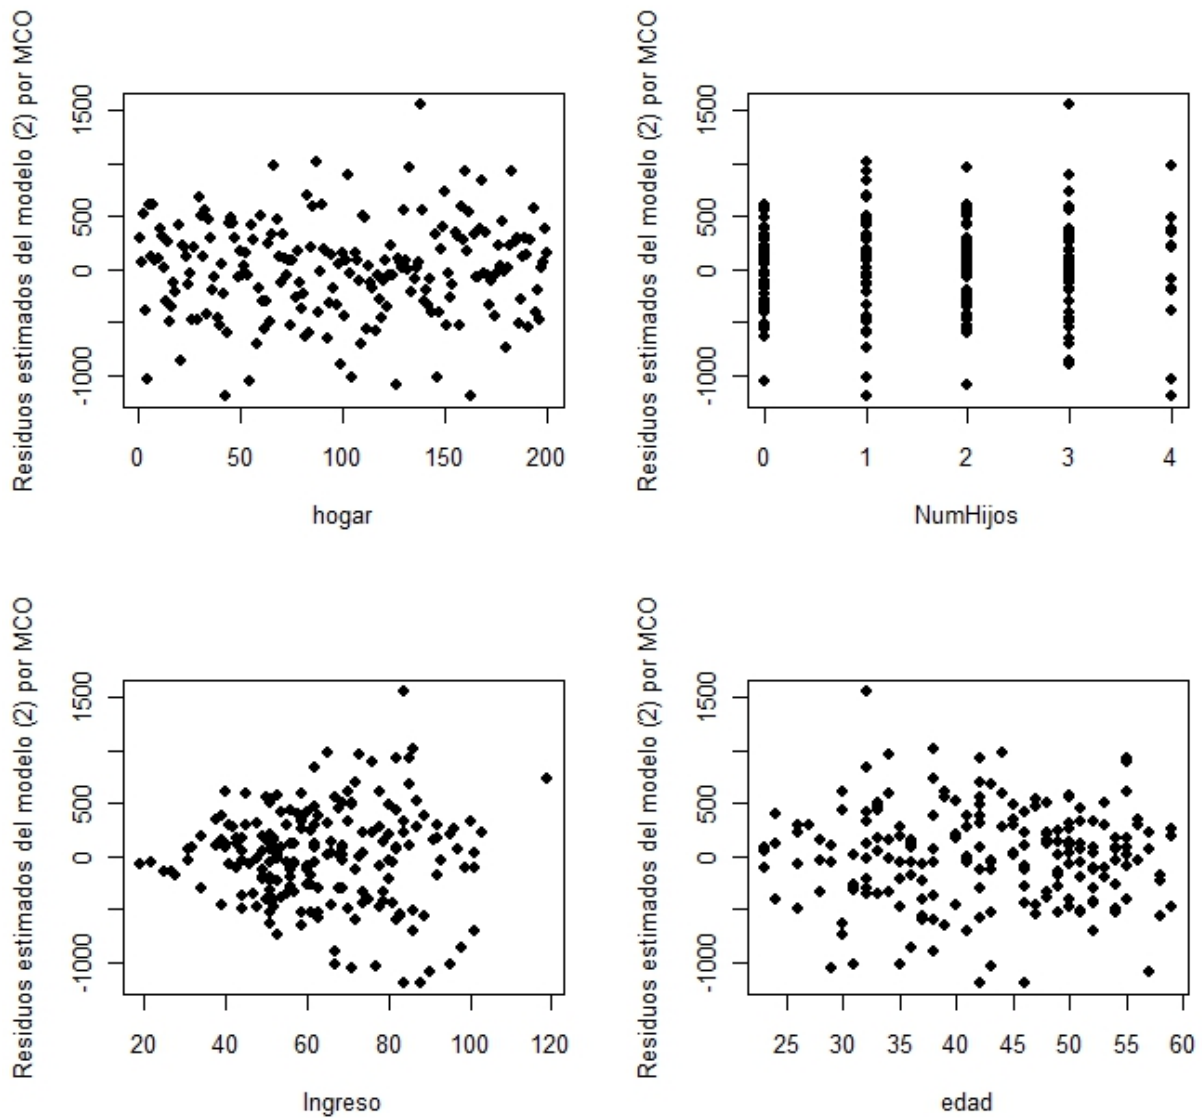 Residuos estimados del modelo (2) por MCO
1500
500
0
-1000
0 50 100 150 200
hogar
Residuos estimados del modelo (2) por MCO
1500
500
0
-1000
0 1 2 3 4
NumHijos
Residuos estimados del modelo (2) por MCO
1500
500
0
-1000
20 40 60 80 100 120
Ingreso
Residuos estimados del modelo (2) por MCO
1500
500
0
-1000
25 30 35 40 45 50 55 60
edad